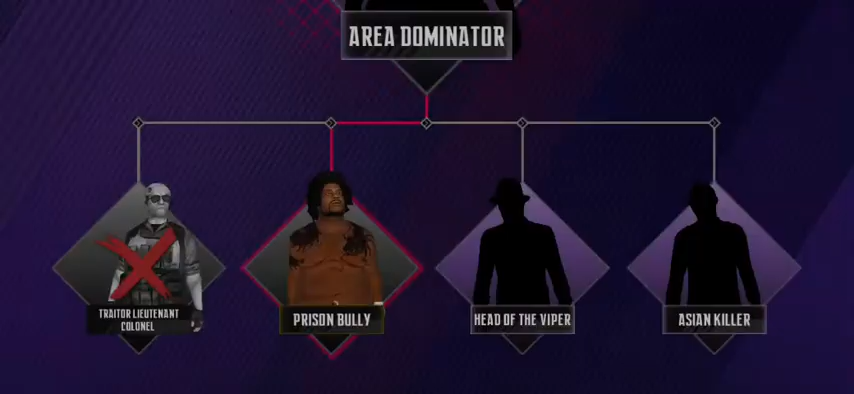 AREA DOMINATOR
TRAITOR LIEUTENANT
COLONEL
PRISON BULLY
HEAD OF THE VIPER
ASIAN KILLER